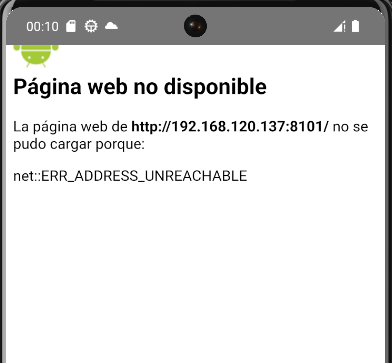 00:10
Página web no disponible
La página web de http://192.168.120.137:8101/ no se
pudo cargar porque:
net::ERR_ADDRESS_UNREACHABLE